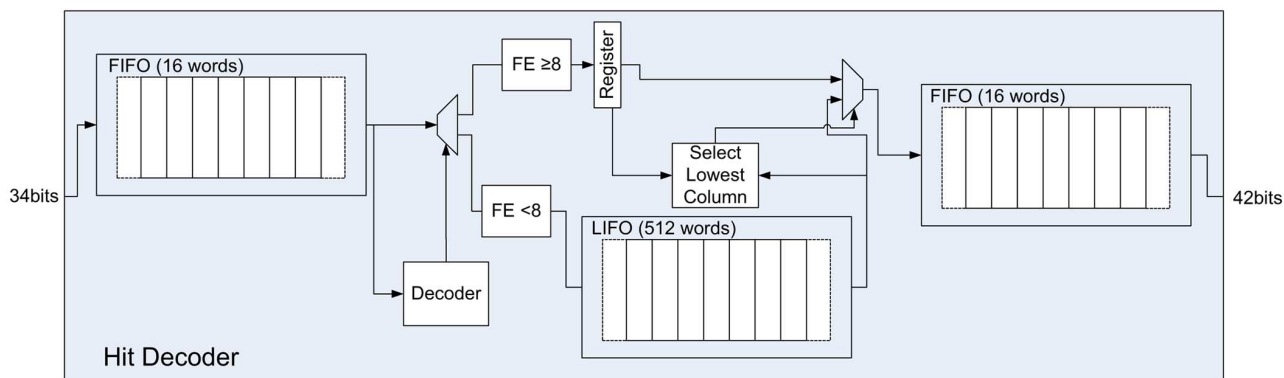 FIFO (16 words)
FE ≥8
Register
FIFO (16 words)
Select
Lowest
Column
34bits
42bits
FE <8
LIFO (512 words)
Decoder
Hit Decoder